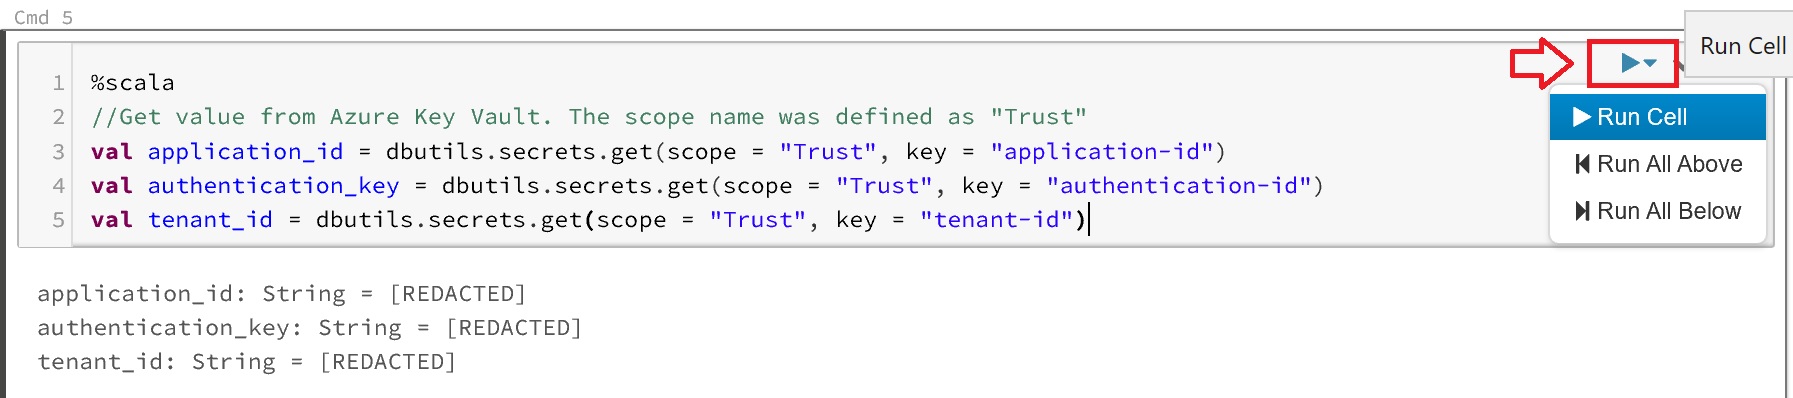 Cmd 5
Run Cell
1 %scala
2 //Get value from Azure Key Vault. The scope name was defined as "Trust"
3 val application_id = dbutils.secrets.get(scope = "Trust", key = "application-id")
4 val authentication_key = dbutils.secrets.get(scope = "Trust", key = "authentication-id")
5 val tenant_id = dbutils.secrets.get(scope = "Trust", key = "tenant-id")
Run Cell
Run All Above
Run All Below
application_id: String = [REDACTED]
authentication_key: String = [REDACTED]
tenant_id: String = [REDACTED]